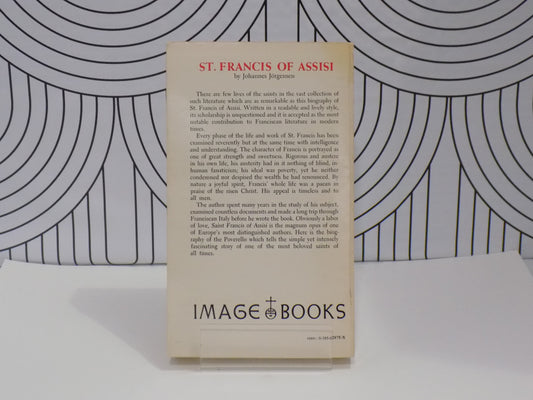 ST. FRANCIS OF ASSISI
by Johannes Jörgensen
There are few lives of the saints in the vast collection of
such literature which are as remarkable as this biography of
St. Francis of Assisi. Written in a readable and lively style,
its scholarship is unquestioned and it is accepted as the most
notable contribution to Franciscan literature in modern
times.
Every phase of the life and work of St. Francis has been
examined reverently but at the same time with intelligence
and understanding. The character of Francis is portrayed as
one of great strength and sweetness. Rigorous and austere
in his own life, his austerity had in it nothing of blind, in-
human fanaticism; his ideal was poverty, yet he neither
condemned nor despised the wealth he had renounced. By
nature a joyful spirit, Francis' whole life was a paean in
praise of the risen Christ. His appeal is timeless and to
all men.
The author spent many years in the study of his subject,
examined countless documents and made a long trip through
Franciscan Italy before he wrote the book. Obviously a labor
of love, Saint Francis of Assisi is the magnum opus of one
of Europe's most distinguished authors. Here is the biog-
raphy of the Poverello which tells the simple yet intensely
fascinating story of one of the most beloved saints of
all times.
IMAGE BOOKS
ISBN: